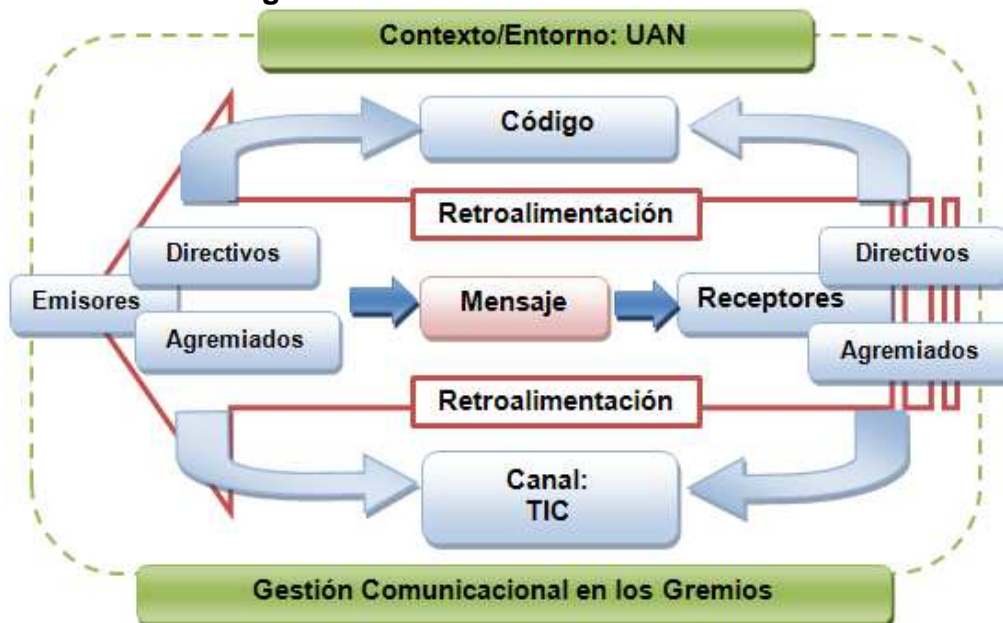 Contexto/Entorno: UAN
Código
Retroalimentación
Directivos
Directivos
Emisores
Mensaje
Receptores
Agremiados
Agremiados
Retroalimentación
Canal:
TIC
Gestión Comunicacional en los Gremios